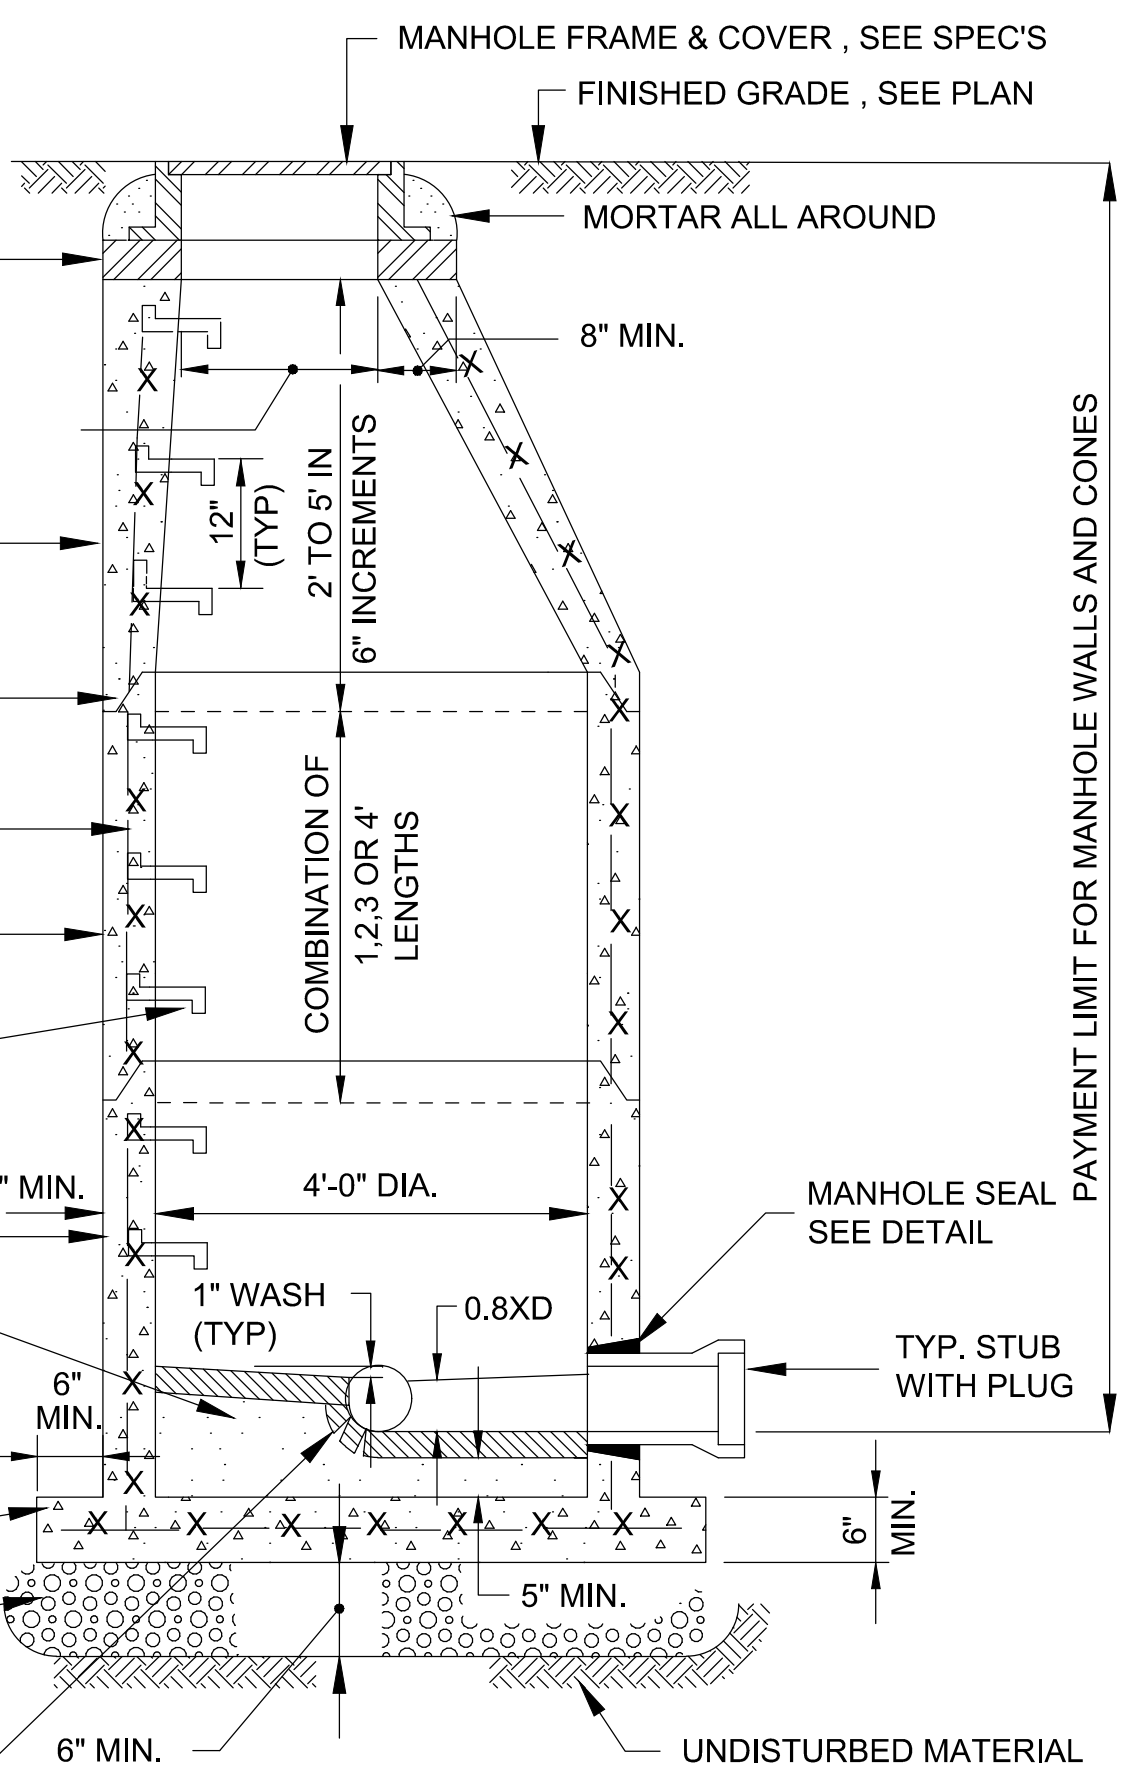 MANHOLE FRAME & COVER , SEE SPEC'S
FINISHED GRADE , SEE PLAN
MORTAR ALL AROUND
8" MIN.
12"
(TYP)
2' TO 5' IN
6" INCREMENTS
COMBINATION OF
1,2,3 OR 4'
LENGTHS
PAYMENT LIMIT FOR MANHOLE WALLS AND CONES
" MIN.
4'-0" DIA.
MANHOLE SEAL
SEE DETAIL
1" WASH
(TYP)
0.8XD
TYP. STUB
WITH PLUG
6"
MIN.
6"
MIN.
5" MIN.
6" MIN.
UNDISTURBED MATERIAL